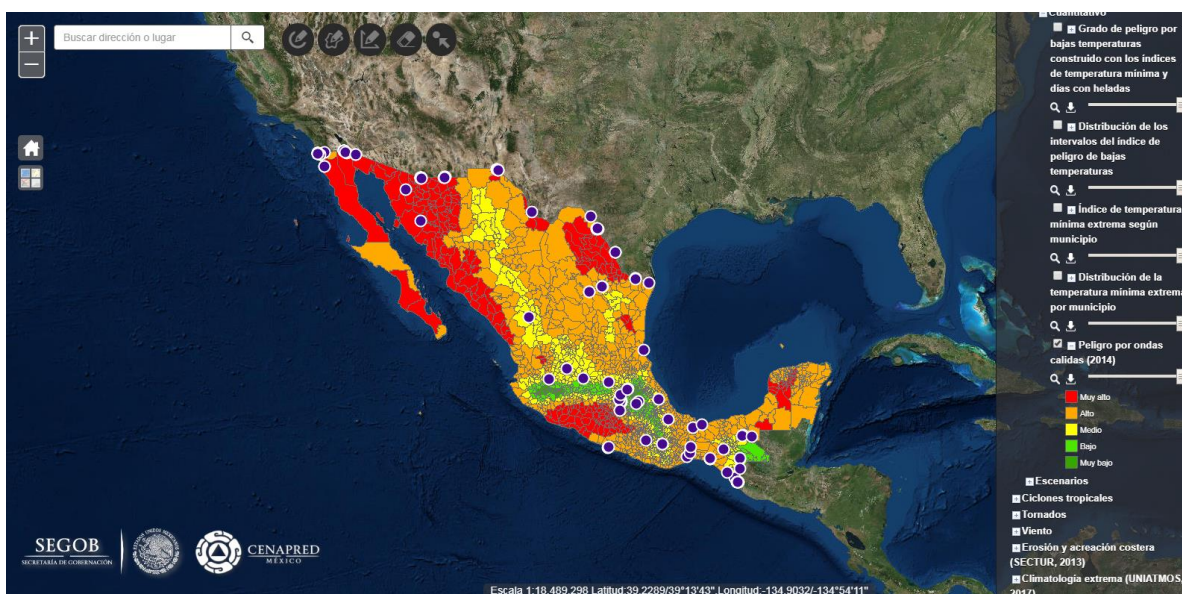 +
Buscar dirección o lugar
−
Cuantitativo
Grado de peligro por
bajas temperaturas
construido con los índices
de temperatura mínima y
días con heladas
Distribución de los
intervalos del índice de
peligro de bajas
temperaturas
Índice de temperatura
mínima extrema según
municipio
Distribución de la
temperatura mínima extrema
por municipio
Peligro por ondas
calidas (2014)
Muy alto
Alto
Medio
Bajo
Muy bajo
Escenarios
Ciclones tropicales
Tornados
Viento
Erosión y acreación costera
(SECTUR, 2013)
Climatología extrema (UNIATMOS,
2017)
SEGOB
SECRETARÍA DE GOBERNACIÓN
CENAPRED
MÉXICO
Escala 1:18,489,298 Latitud:39.2289/39°13'43" Longitud:-134.9032/-134°54'11"